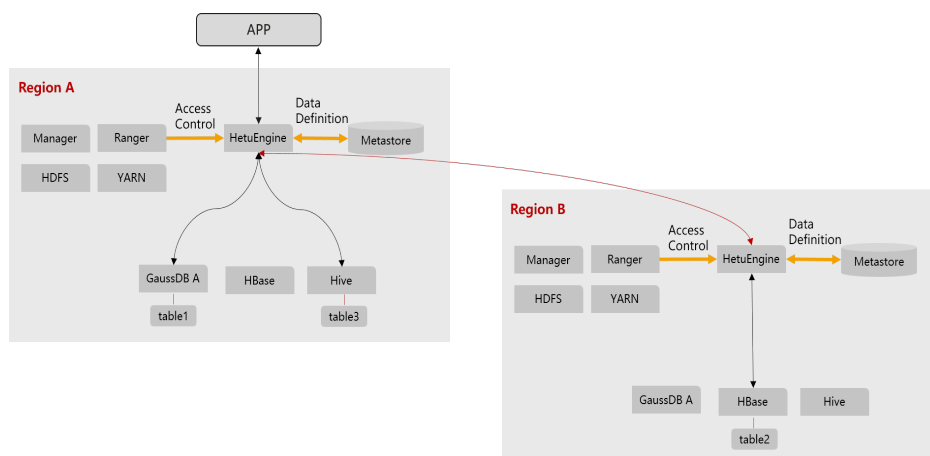 APP
Region A
Access
Control
Data
Definition
Manager
Ranger
HetuEngine
Metastore
HDFS
YARN
GaussDB A
HBase
Hive
table1
table3
Region B
Access
Control
Data
Definition
Manager
Ranger
HetuEngine
Metastore
HDFS
YARN
GaussDB A
HBase
Hive
table2